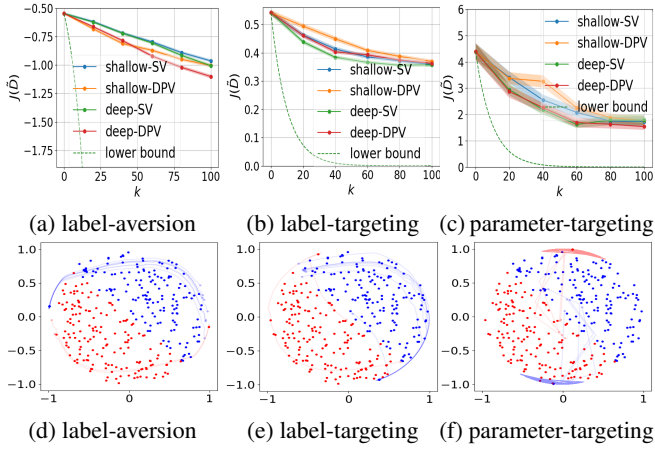 −0.50
−0.75
−1.00
−1.25
−1.50
−1.75
J(D̃)
shallow-SV
shallow-DPV
deep-SV
deep-DPV
lower bound
0 25 50 75 100
k
0.5
0.4
0.3
0.2
0.1
0.0
J(D̃)
shallow-SV
shallow-DPV
deep-SV
deep-DPV
lower bound
0 20 40 60 80 100
k
6
5
4
3
2
1
0
J(D̃)
shallow-SV
shallow-DPV
deep-SV
deep-DPV
lower bound
0 20 40 60 80 100
k
(a) label-aversion (b) label-targeting (c) parameter-targeting
1.0
0.5
0.0
−0.5
−1.0
−1 0 1
1.0
0.5
0.0
−0.5
−1.0
−1 0 1
1.0
0.5
0.0
−0.5
−1.0
−1 0 1
(d) label-aversion (e) label-targeting (f) parameter-targeting